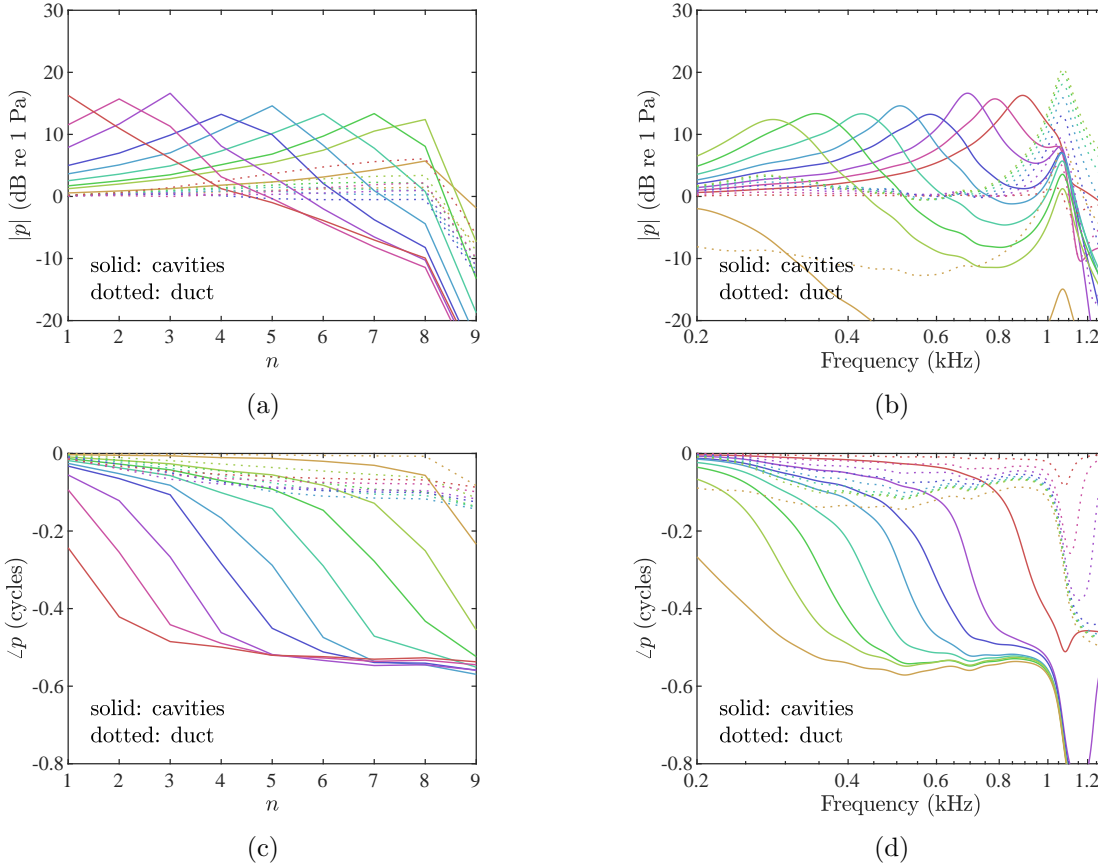 30
20
10
0
-10
-20
|p| (dB re 1 Pa)
solid: cavities
dotted: duct
1 2 3 4 5 6 7 8 9
n
(a)
30
20
10
0
-10
-20
|p| (dB re 1 Pa)
solid: cavities
dotted: duct
0.2 0.4 0.6 0.8 1 1.2
Frequency (kHz)
(b)
0
-0.2
-0.4
-0.6
-0.8
∠p (cycles)
solid: cavities
dotted: duct
1 2 3 4 5 6 7 8 9
n
(c)
0
-0.2
-0.4
-0.6
-0.8
∠p (cycles)
solid: cavities
dotted: duct
0.2 0.4 0.6 0.8 1 1.2
Frequency (kHz)
(d)